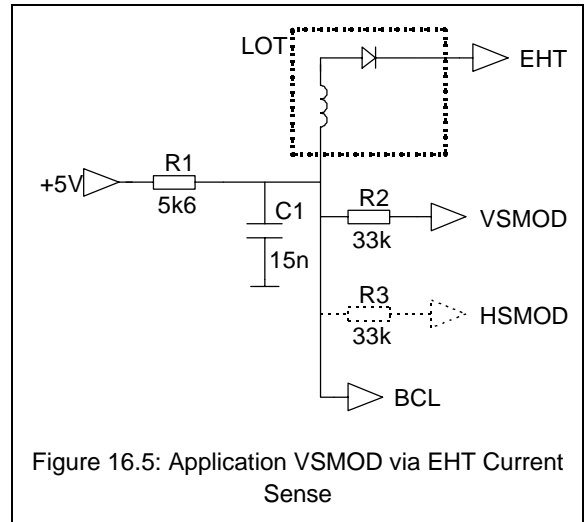 LOT
EHT
+5V
R1
5k6
C1
15n
R2
33k
VSMOD
R3
33k
HSMOD
BCL
Figure 16.5: Application VSMOD via EHT Current
Sense